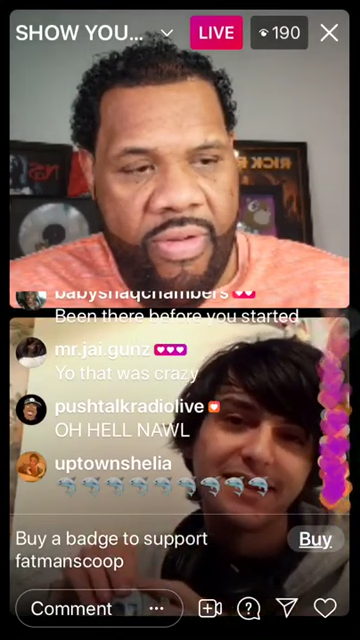 SHOW YOU...
LIVE
190
babyshaqchambers
Been there before you started
mr.jai.gunz
Yo that was crazy
pushtalkradiolive
OH HELL NAWL
uptownshelia
🐬🐬🐬🐬🐬🐬🐬🐬🐬
Buy a badge to support
fatmanscoop
Buy
Comment
...